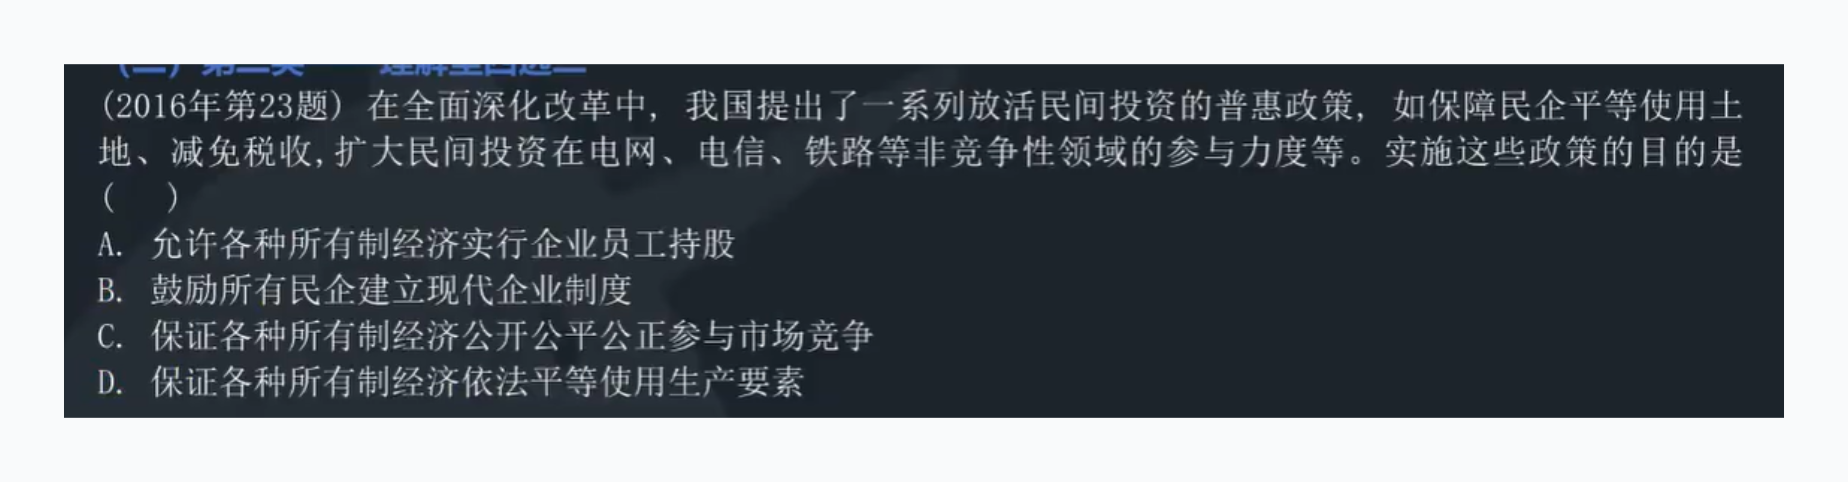 (2016年第23题) 在全面深化改革中, 我国提出了一系列放活民间投资的普惠政策, 如保障民企平等使用土
地、减免税收,扩大民间投资在电网、电信、铁路等非竞争性领域的参与力度等。实施这些政策的目的是
( )
A. 允许各种所有制经济实行企业员工持股
B. 鼓励所有民企建立现代企业制度
C. 保证各种所有制经济公开公平公正参与市场竞争
D. 保证各种所有制经济依法平等使用生产要素